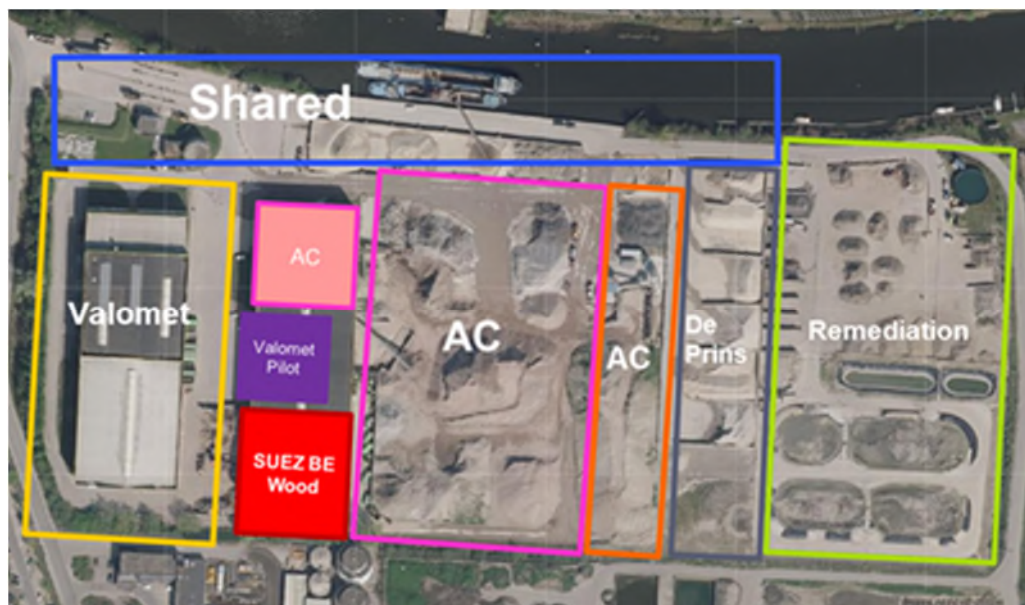 Shared
Valomet
AC
Valomet
Pilot
SUEZ BE
Wood
AC
AC
De
Prins
Remediation